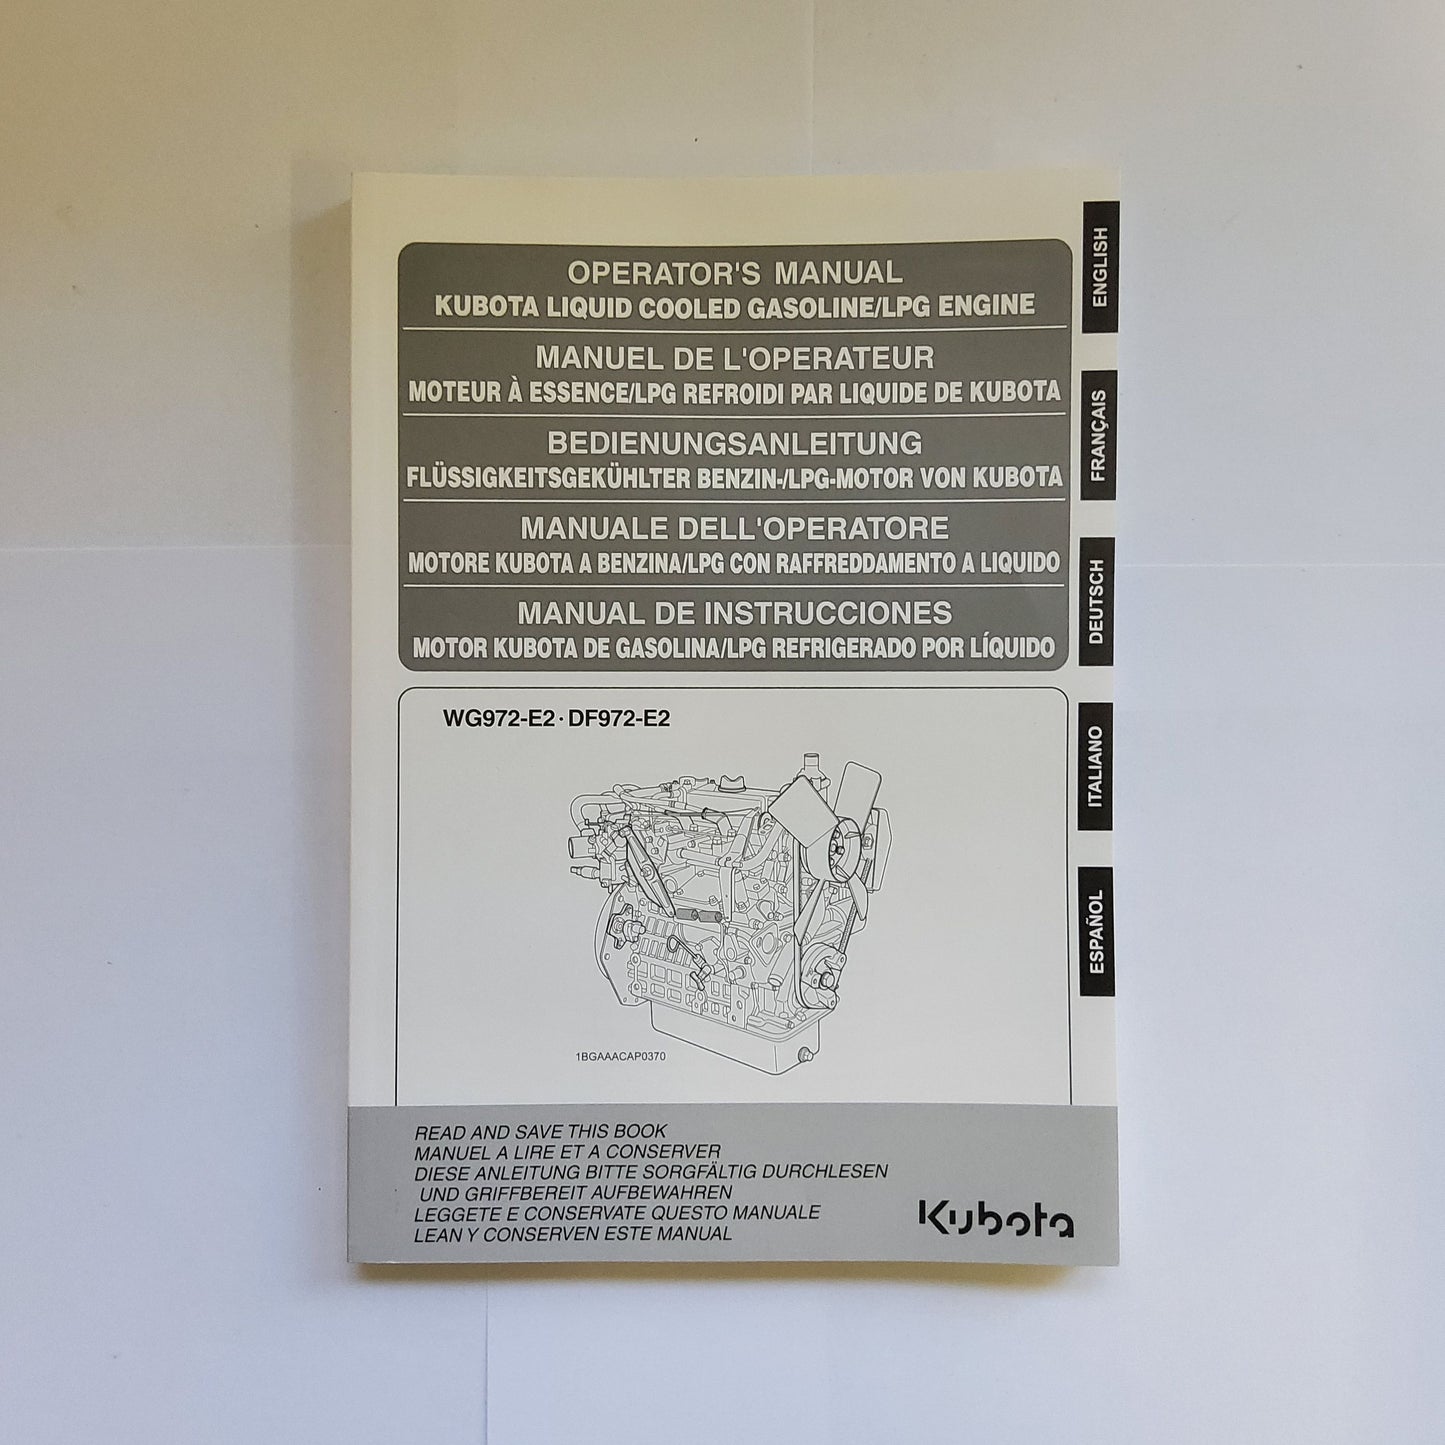 OPERATOR'S MANUAL
KUBOTA LIQUID COOLED GASOLINE/LPG ENGINE
MANUEL DE L'OPERATEUR
MOTEUR À ESSENCE/LPG REFROIDI PAR LIQUIDE DE KUBOTA
BEDIENUNGSANLEITUNG
FLÜSSIGKEITSGEKÜHLTER BENZIN-/LPG-MOTOR VON KUBOTA
MANUALE DELL'OPERATORE
MOTORE KUBOTA A BENZINA/LPG CON RAFFREDDAMENTO A LIQUIDO
MANUAL DE INSTRUCCIONES
MOTOR KUBOTA DE GASOLINA/LPG REFRIGERADO POR LÍQUIDO
ENGLISH
FRANÇAIS
DEUTSCH
ITALIANO
ESPAÑOL
WG972-E2・DF972-E2
1BGAAACAP0370
READ AND SAVE THIS BOOK
MANUEL A LIRE ET A CONSERVER
DIESE ANLEITUNG BITTE SORGFÄLTIG DURCHLESEN
UND GRIFFBEREIT AUFBEWAHREN
LEGGETE E CONSERVATE QUESTO MANUALE
LEAN Y CONSERVEN ESTE MANUAL
Kubota